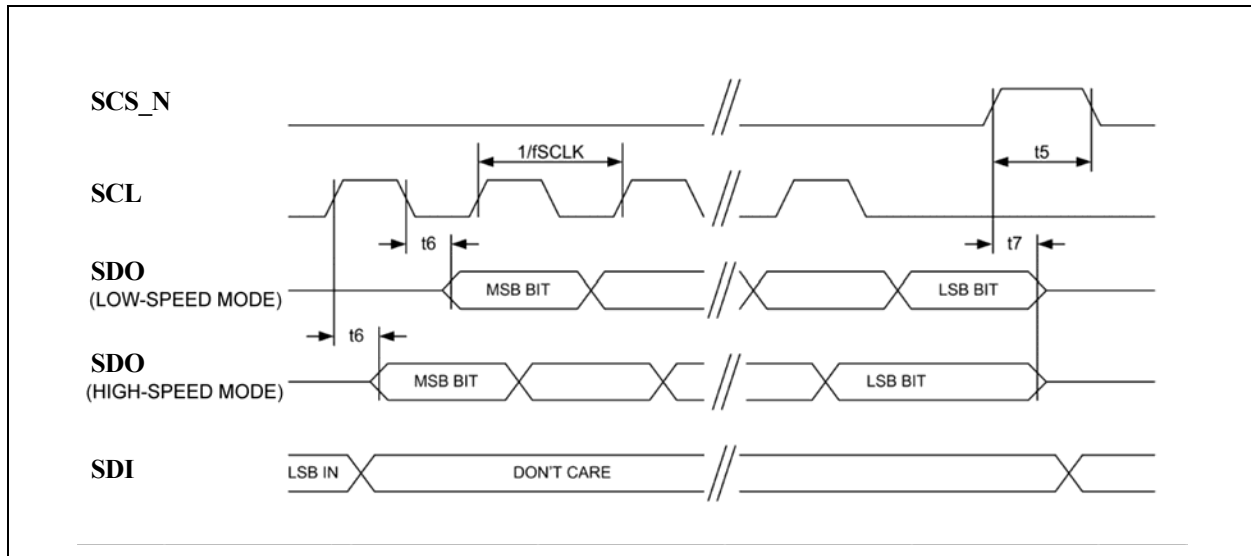 SCS_N
1/fSCLK
t5
SCL
t6
t7
SDO
(LOW-SPEED MODE)
MSB BIT
LSB BIT
t6
SDO
(HIGH-SPEED MODE)
MSB BIT
LSB BIT
SDI
LSB IN
DON'T CARE